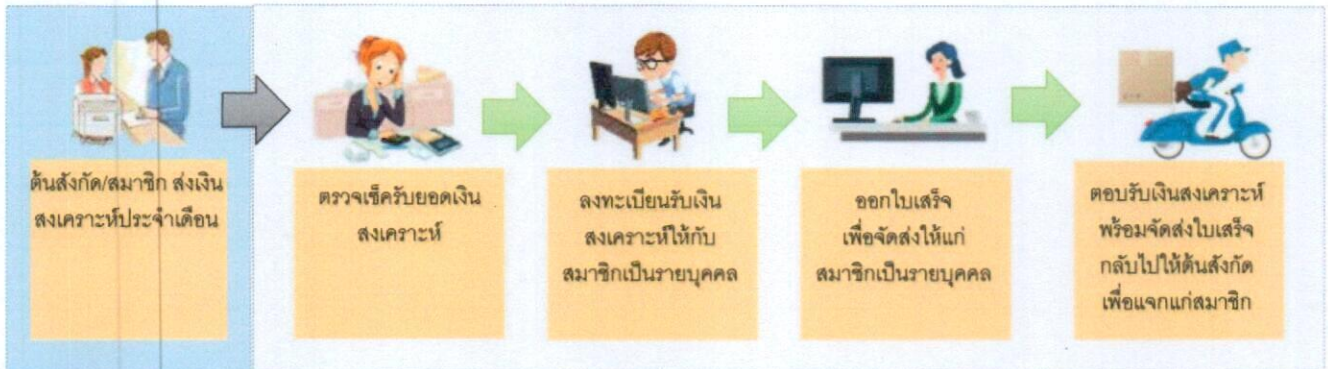 ต้นสังกัด/สมาชิก ส่งเงิน
สงเคราะห์ประจำเดือน
ตรวจเช็ครับยอดเงิน
สงเคราะห์
ลงทะเบียนรับเงิน
สงเคราะห์ให้กับ
สมาชิกเป็นรายบุคคล
ออกใบเสร็จ
เพื่อจัดส่งให้แก่
สมาชิกเป็นรายบุคคล
ตอบรับเงินสงเคราะห์
พร้อมจัดส่งใบเสร็จ
กลับไปให้ต้นสังกัด
เพื่อแจกแก่สมาชิก